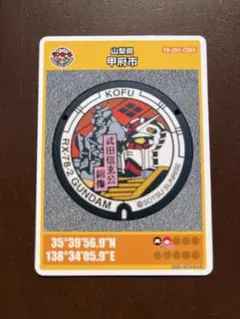 山梨県
甲府市
19-201-C001
KOFU
武田信玄公
銅像
RX-78-2 GUNDAM
©SOTSU・SUNRISE
35°39'56.9"N
138°34'05.9"E